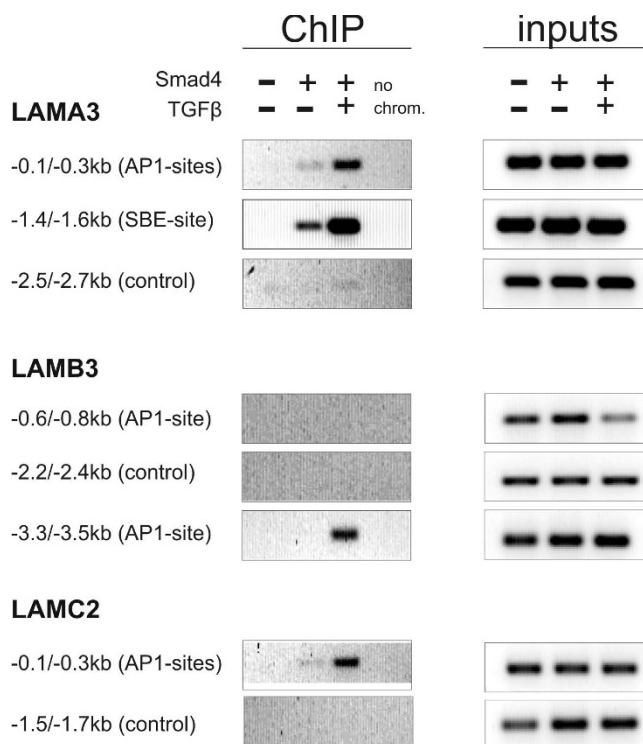 ChIP inputs
Smad4 - + + no - + +
LAMA3 TGFβ - - + chrom. - - +
-0.1/-0.3kb (AP1-sites)
-1.4/-1.6kb (SBE-site)
-2.5/-2.7kb (control)
LAMB3
-0.6/-0.8kb (AP1-site)
-2.2/-2.4kb (control)
-3.3/-3.5kb (AP1-site)
LAMC2
-0.1/-0.3kb (AP1-sites)
-1.5/-1.7kb (control)